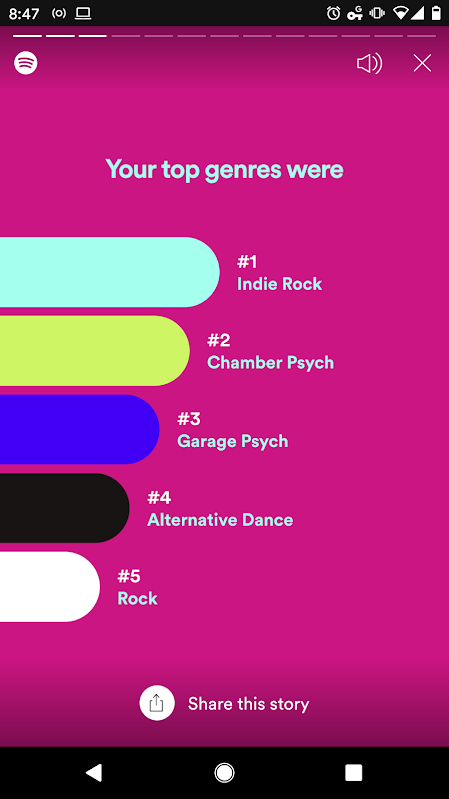 8:47
Your top genres were
#1
Indie Rock
#2
Chamber Psych
#3
Garage Psych
#4
Alternative Dance
#5
Rock
Share this story